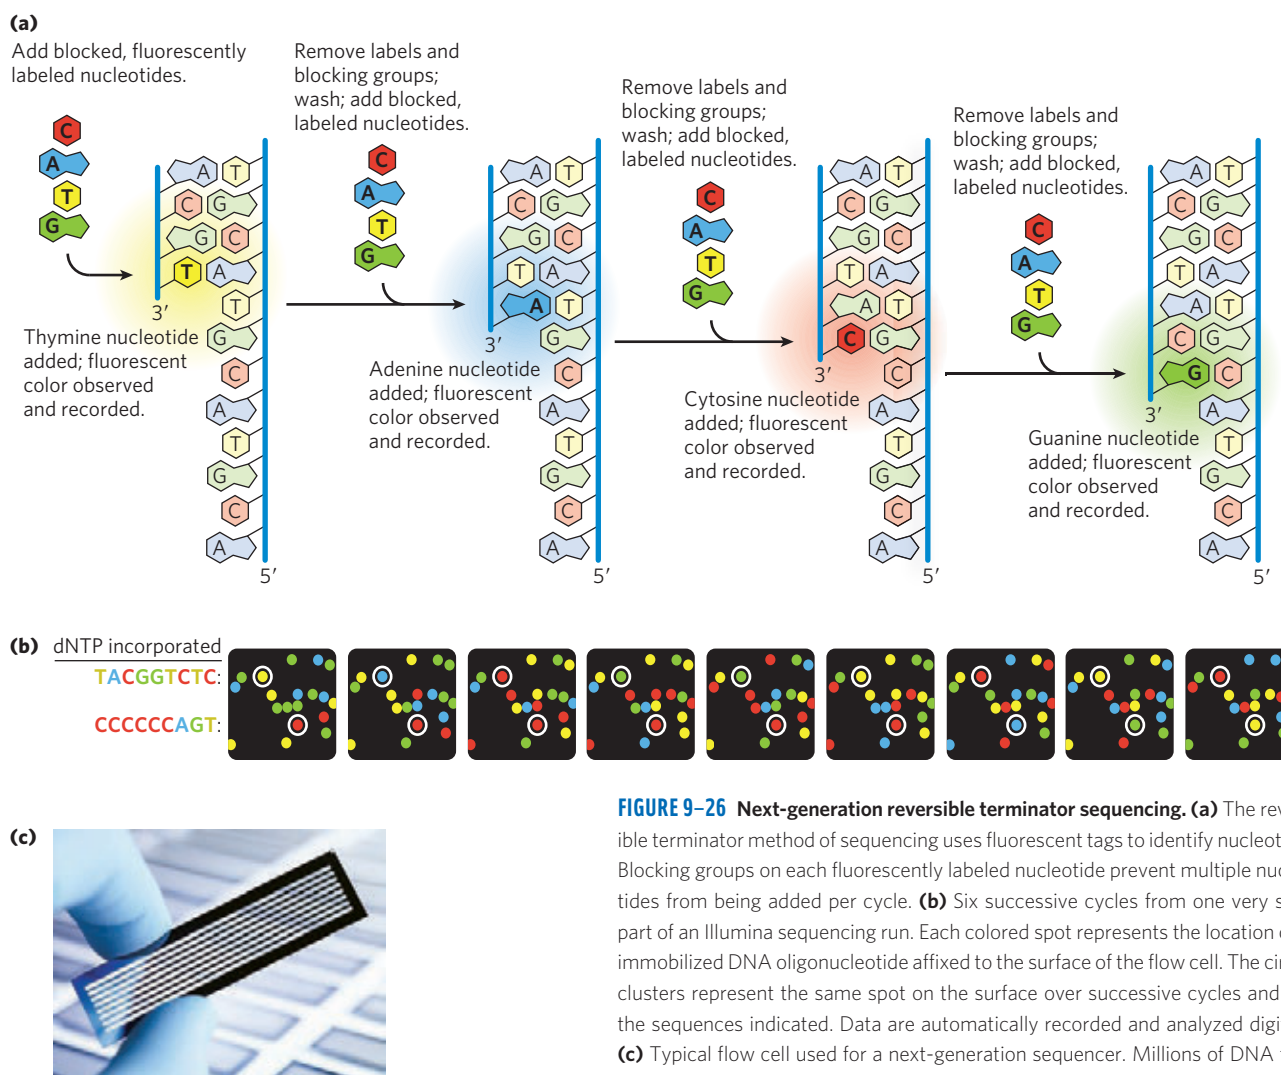 (a)
Add blocked, fluorescently
labeled nucleotides.
C
A
T
G
A T
C G
G C
T A
3′
T
G
C
A
T
G
C
A
5′
Thymine nucleotide
added; fluorescent
color observed
and recorded.
Remove labels and
blocking groups;
wash; add blocked,
labeled nucleotides.
C
A
T
G
A T
C G
G C
T A
A T
3′
G
C
A
T
G
C
A
5′
Adenine nucleotide
added; fluorescent
color observed
and recorded.
Remove labels and
blocking groups;
wash; add blocked,
labeled nucleotides.
C
A
T
G
A T
C G
G C
T A
A T
C G
3′
C
A
T
G
C
A
5′
Cytosine nucleotide
added; fluorescent
color observed
and recorded.
Remove labels and
blocking groups;
wash; add blocked,
labeled nucleotides.
C
A
T
G
A T
C G
G C
T A
A T
C G
G C
3′
A
T
G
C
A
5′
Guanine nucleotide
added; fluorescent
color observed
and recorded.
(b) dNTP incorporated
TACGGTCTC:
CCCCCCAGT:
(c)
FIGURE 9–26 Next-generation reversible terminator sequencing. (a) The rev
ible terminator method of sequencing uses fluorescent tags to identify nucleot
Blocking groups on each fluorescently labeled nucleotide prevent multiple nuc
tides from being added per cycle. (b) Six successive cycles from one very s
part of an Illumina sequencing run. Each colored spot represents the location
immobilized DNA oligonucleotide affixed to the surface of the flow cell. The cir
clusters represent the same spot on the surface over successive cycles and
the sequences indicated. Data are automatically recorded and analyzed digi
(c) Typical flow cell used for a next-generation sequencer. Millions of DNA